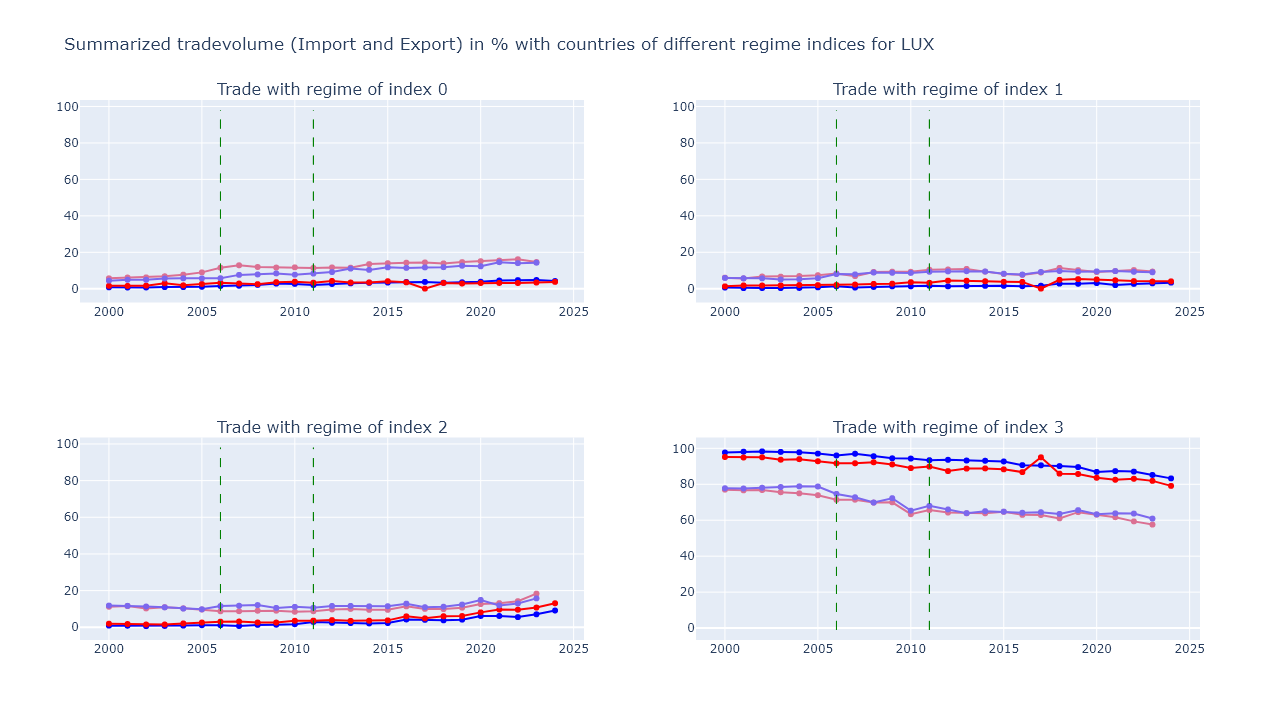 Summarized tradevolume (Import and Export) in % with countries of different regime indices for LUX
Trade with regime of index 0
100
80
60
40
20
0
2000 2005 2010 2015 2020 2025
Trade with regime of index 1
100
80
60
40
20
0
2000 2005 2010 2015 2020 2025
Trade with regime of index 2
100
80
60
40
20
0
2000 2005 2010 2015 2020 2025
Trade with regime of index 3
100
80
60
40
20
0
2000 2005 2010 2015 2020 2025